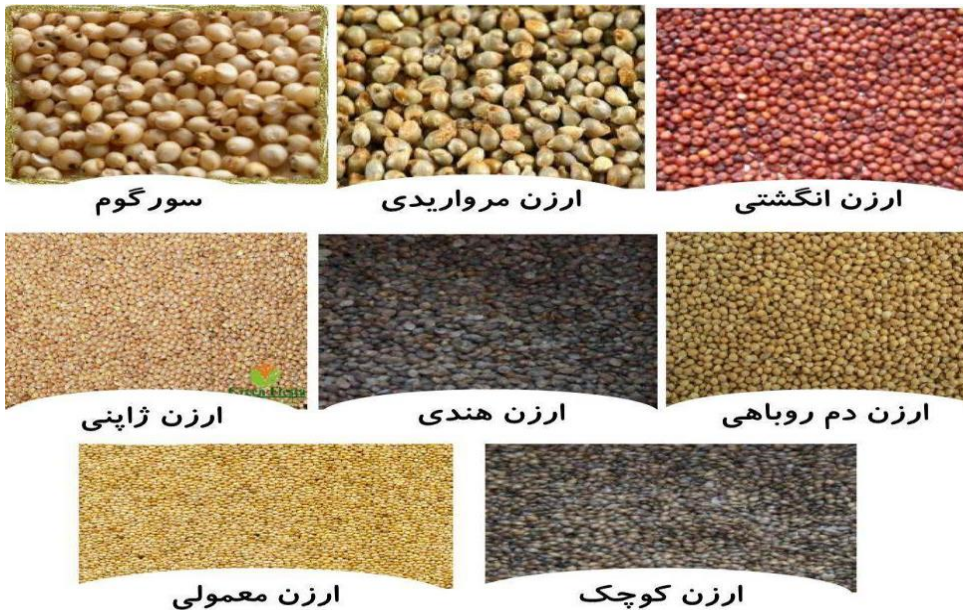 ارزن انگشتی
ارزن مرواریدی
سورگوم
ارزن دم روباهی
ارزن هندی
ارزن ژاپنی
ارزن کوچک
ارزن معمولی